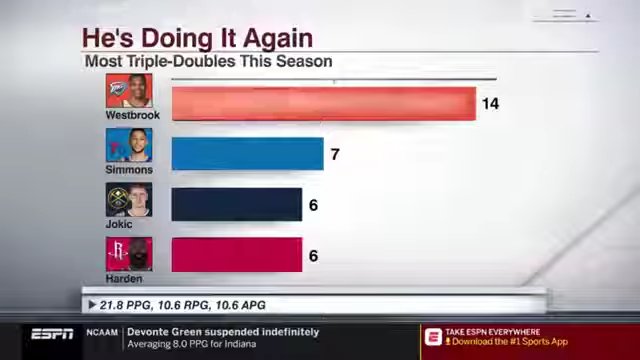 He's Doing It Again
Most Triple-Doubles This Season
Westbrook
14
Simmons
7
Jokic
6
Harden
6
21.8 PPG, 10.6 RPG, 10.6 APG
ESPN
NCAAM
Devonte Green suspended indefinitely
Averaging 8.0 PPG for Indiana
E
TAKE ESPN EVERYWHERE
Download the #1 Sports App